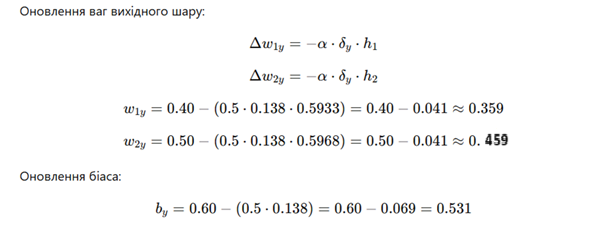 Оновлення ваг вихідного шару:
Δw₁y = −α · δy · h₁
Δw₂y = −α · δy · h₂
w₁y = 0.40 − (0.5 · 0.138 · 0.5933) = 0.40 − 0.041 ≈ 0.359
w₂y = 0.50 − (0.5 · 0.138 · 0.5968) = 0.50 − 0.041 ≈ 0. 459
Оновлення біаса:
by = 0.60 − (0.5 · 0.138) = 0.60 − 0.069 = 0.531